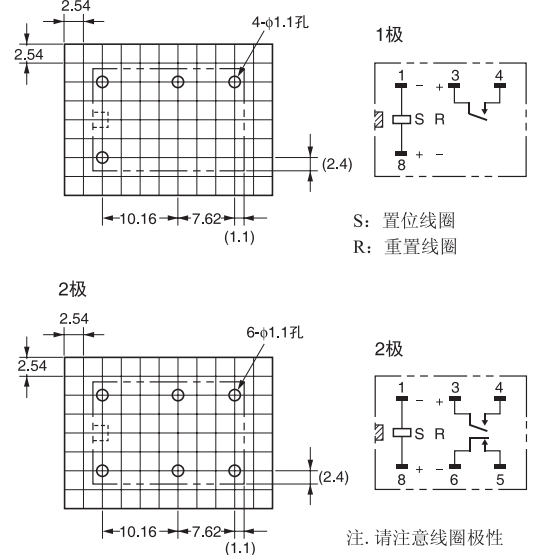 2.54
4-φ1.1孔
2.54
(2.4)
10.16
7.62
(1.1)
1极
1 - + 3 4
S R
8 + -
S：置位线圈
R：重置线圈
2极
2.54
6-φ1.1孔
2.54
(2.4)
10.16
7.62
(1.1)
2极
1 - + 3 4
S R
8 + - 6 5
注.请注意线圈极性